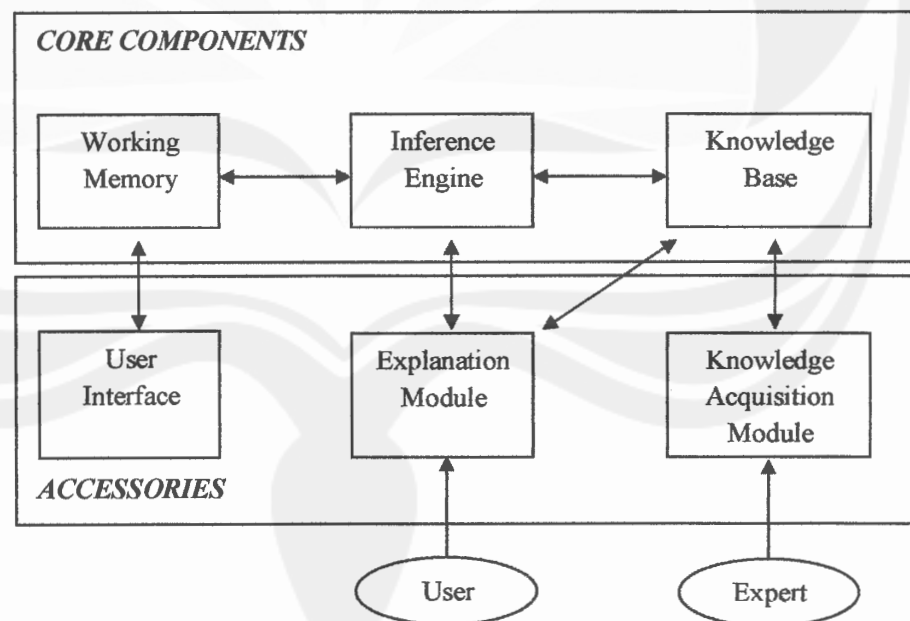 CORE COMPONENTS
Working
Memory
Inference
Engine
Knowledge
Base
User
Interface
Explanation
Module
Knowledge
Acquisition
Module
ACCESSORIES
User
Expert